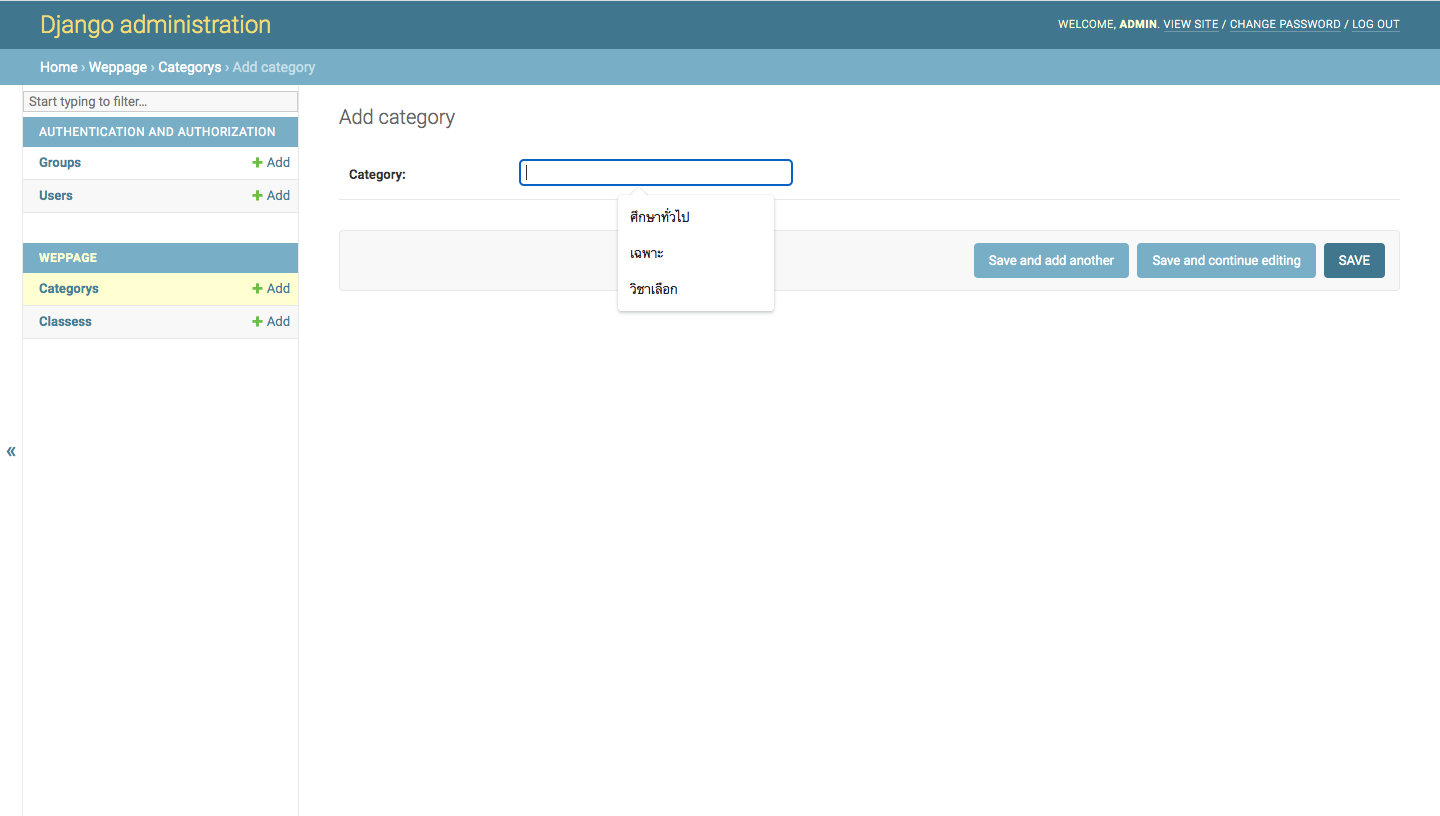 Django administration
WELCOME, ADMIN. VIEW SITE / CHANGE PASSWORD / LOG OUT
Home › Weppage › Categorys › Add category
Start typing to filter...
AUTHENTICATION AND AUTHORIZATION
Groups + Add
Users + Add
WEPPAGE
Categorys + Add
Classess + Add
«
Add category
Category:
ศึกษาทั่วไป
เฉพาะ
วิชาเลือก
Save and add another Save and continue editing SAVE